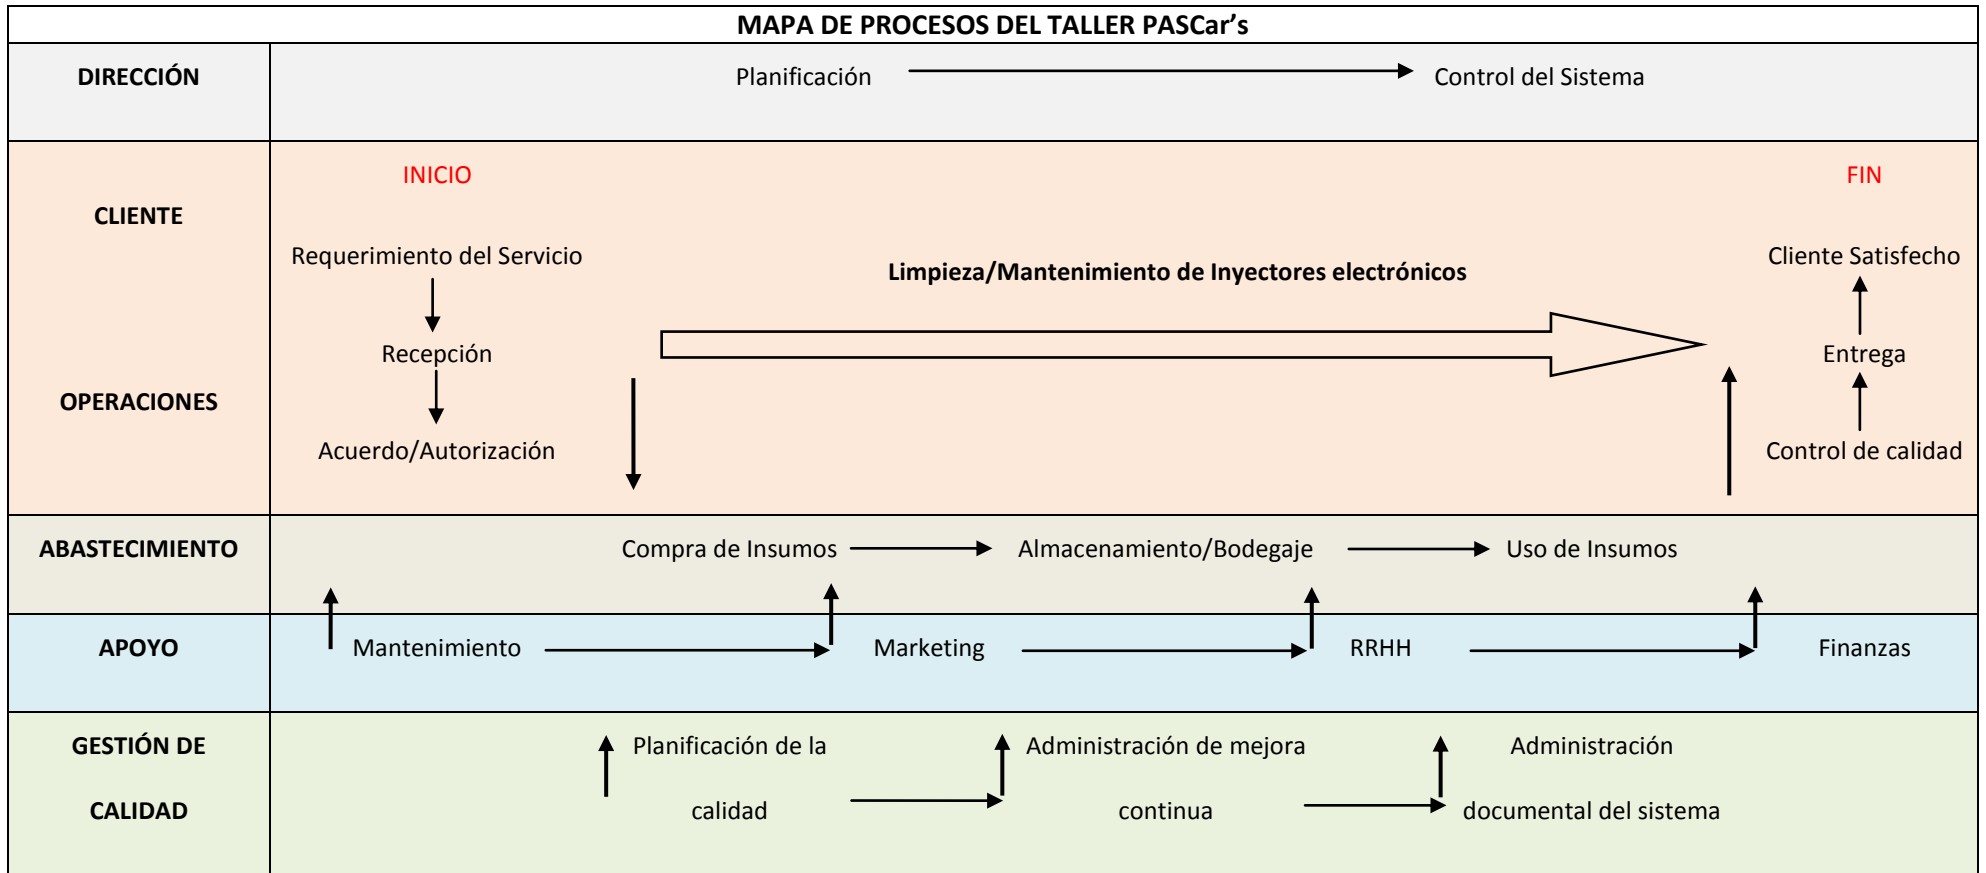 MAPA DE PROCESOS DEL TALLER PASCar's
DIRECCIÓN
Planificación
Control del Sistema
CLIENTE
OPERACIONES
INICIO
Requerimiento del Servicio
Recepción
Acuerdo/Autorización
Limpieza/Mantenimiento de Inyectores electrónicos
FIN
Cliente Satisfecho
Entrega
Control de calidad
ABASTECIMIENTO
Compra de Insumos
Almacenamiento/Bodegaje
Uso de Insumos
APOYO
Mantenimiento
Marketing
RRHH
Finanzas
GESTIÓN DE
CALIDAD
Planificación de la
calidad
Administración de mejora
continua
Administración
documental del sistema